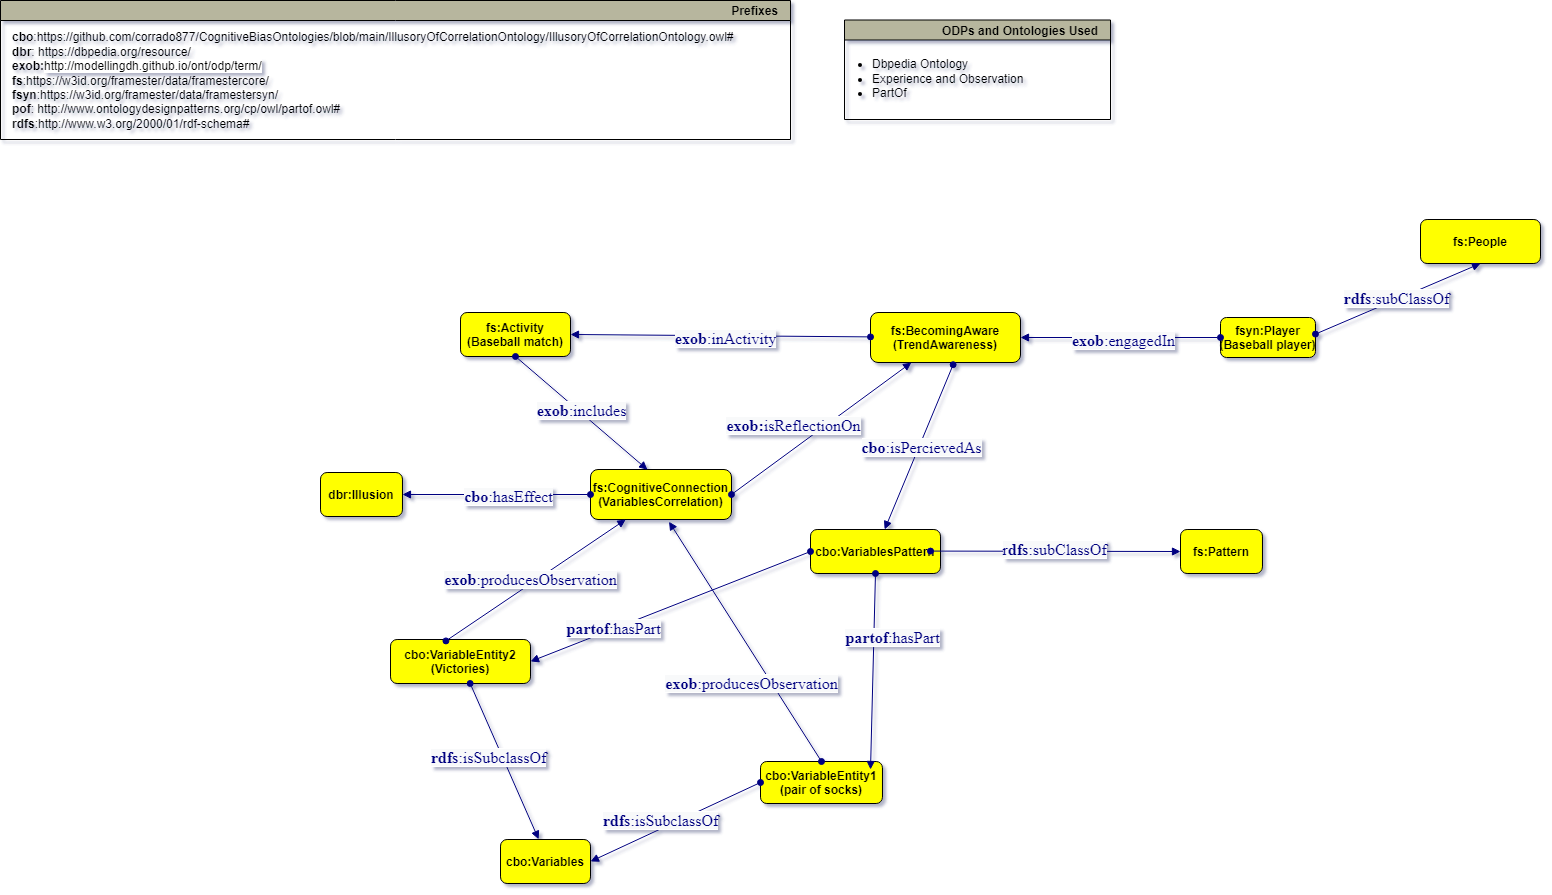 Prefixes
cbo:https://github.com/corrado877/CognitiveBiasOntologies/blob/main/IllusoryOfCorrelationOntology/IllusoryOfCorrelationOntology.owl#
dbr: https://dbpedia.org/resource/
exob:http://modellingdh.github.io/ont/odp/term/
fs:https://w3id.org/framester/data/framestercore/
fsyn:https://w3id.org/framester/data/framestersyn/
pof: http://www.ontologydesignpatterns.org/cp/owl/partof.owl#
rdfs:http://www.w3.org/2000/01/rdf-schema#
ODPs and Ontologies Used
Dbpedia Ontology
Experience and Observation
PartOf
fs:People
rdfs:subClassOf
fs:Activity
(Baseball match)
exob:inActivity
fs:BecomingAware
(TrendAwareness)
exob:engagedIn
fsyn:Player
(Baseball player)
exob:includes
exob:isReflectionOn
cbo:isPercievedAs
dbr:Illusion
cbo:hasEffect
fs:CognitiveConnection
(VariablesCorrelation)
cbo:VariablesPattern
rdfs:subClassOf
fs:Pattern
exob:producesObservation
partof:hasPart
partof:hasPart
cbo:VariableEntity2
(Victories)
exob:producesObservation
rdfs:isSubclassOf
cbo:VariableEntity1
(pair of socks)
rdfs:isSubclassOf
cbo:Variables